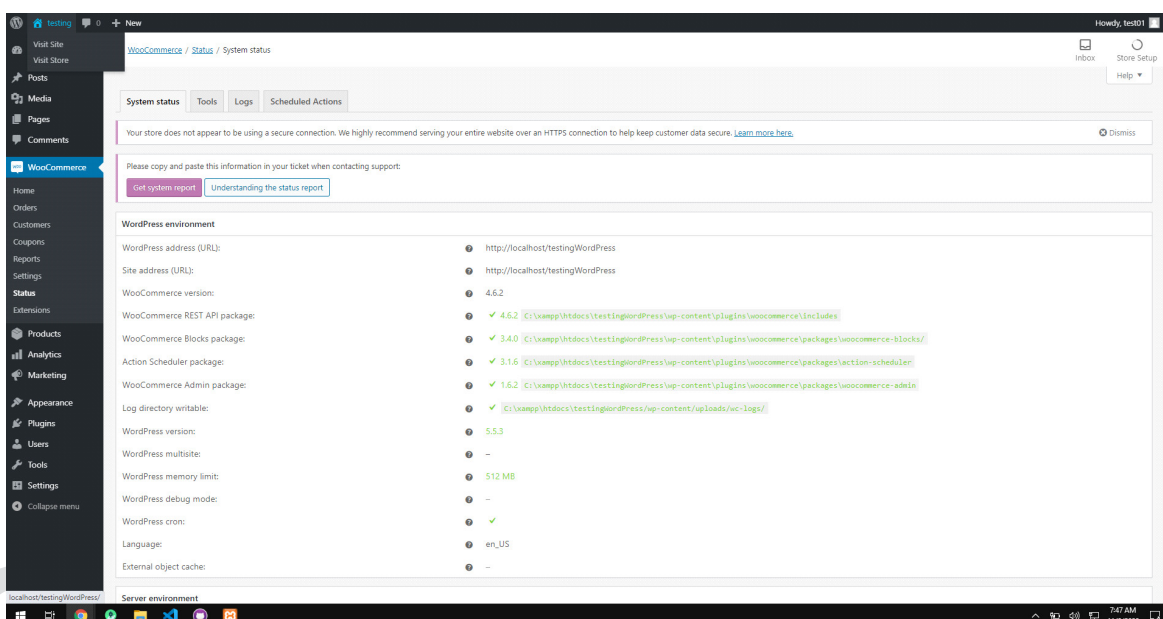 testing 0 + New Howdy, test01
Visit Site
Visit Store
WooCommerce / Status / System status
Inbox Store Setup
Help
Posts
Media
Pages
Comments
WooCommerce
Home
Orders
Customers
Coupons
Reports
Settings
Status
Extensions
Products
Analytics
Marketing
Appearance
Plugins
Users
Tools
Settings
Collapse menu
System status Tools Logs Scheduled Actions
Your store does not appear to be using a secure connection. We highly recommend serving your entire website over an HTTPS connection to help keep customer data secure. Learn more here. Dismiss
Please copy and paste this information in your ticket when contacting support:
Get system report Understanding the status report
WordPress environment
WordPress address (URL): http://localhost/testingWordPress
Site address (URL): http://localhost/testingWordPress
WooCommerce version: 4.6.2
WooCommerce REST API package: ✔ 4.6.2 C:\xampp\htdocs\testingWordPress\wp-content\plugins\woocommerce\includes
WooCommerce Blocks package: ✔ 3.4.0 C:\xampp\htdocs\testingWordPress\wp-content\plugins\woocommerce\packages\woocommerce-blocks/
Action Scheduler package: ✔ 3.1.6 C:\xampp\htdocs\testingWordPress\wp-content\plugins\woocommerce\packages\action-scheduler
WooCommerce Admin package: ✔ 1.6.2 C:\xampp\htdocs\testingWordPress\wp-content\plugins\woocommerce\packages\woocommerce-admin
Log directory writable: ✔ C:\xampp\htdocs\testingWordPress/wp-content/uploads/wc-logs/
WordPress version: 5.5.3
WordPress multisite: –
WordPress memory limit: 512 MB
WordPress debug mode: –
WordPress cron: ✔
Language: en_US
External object cache: –
Server environment
localhost/testingWordPress/
7:47 AM